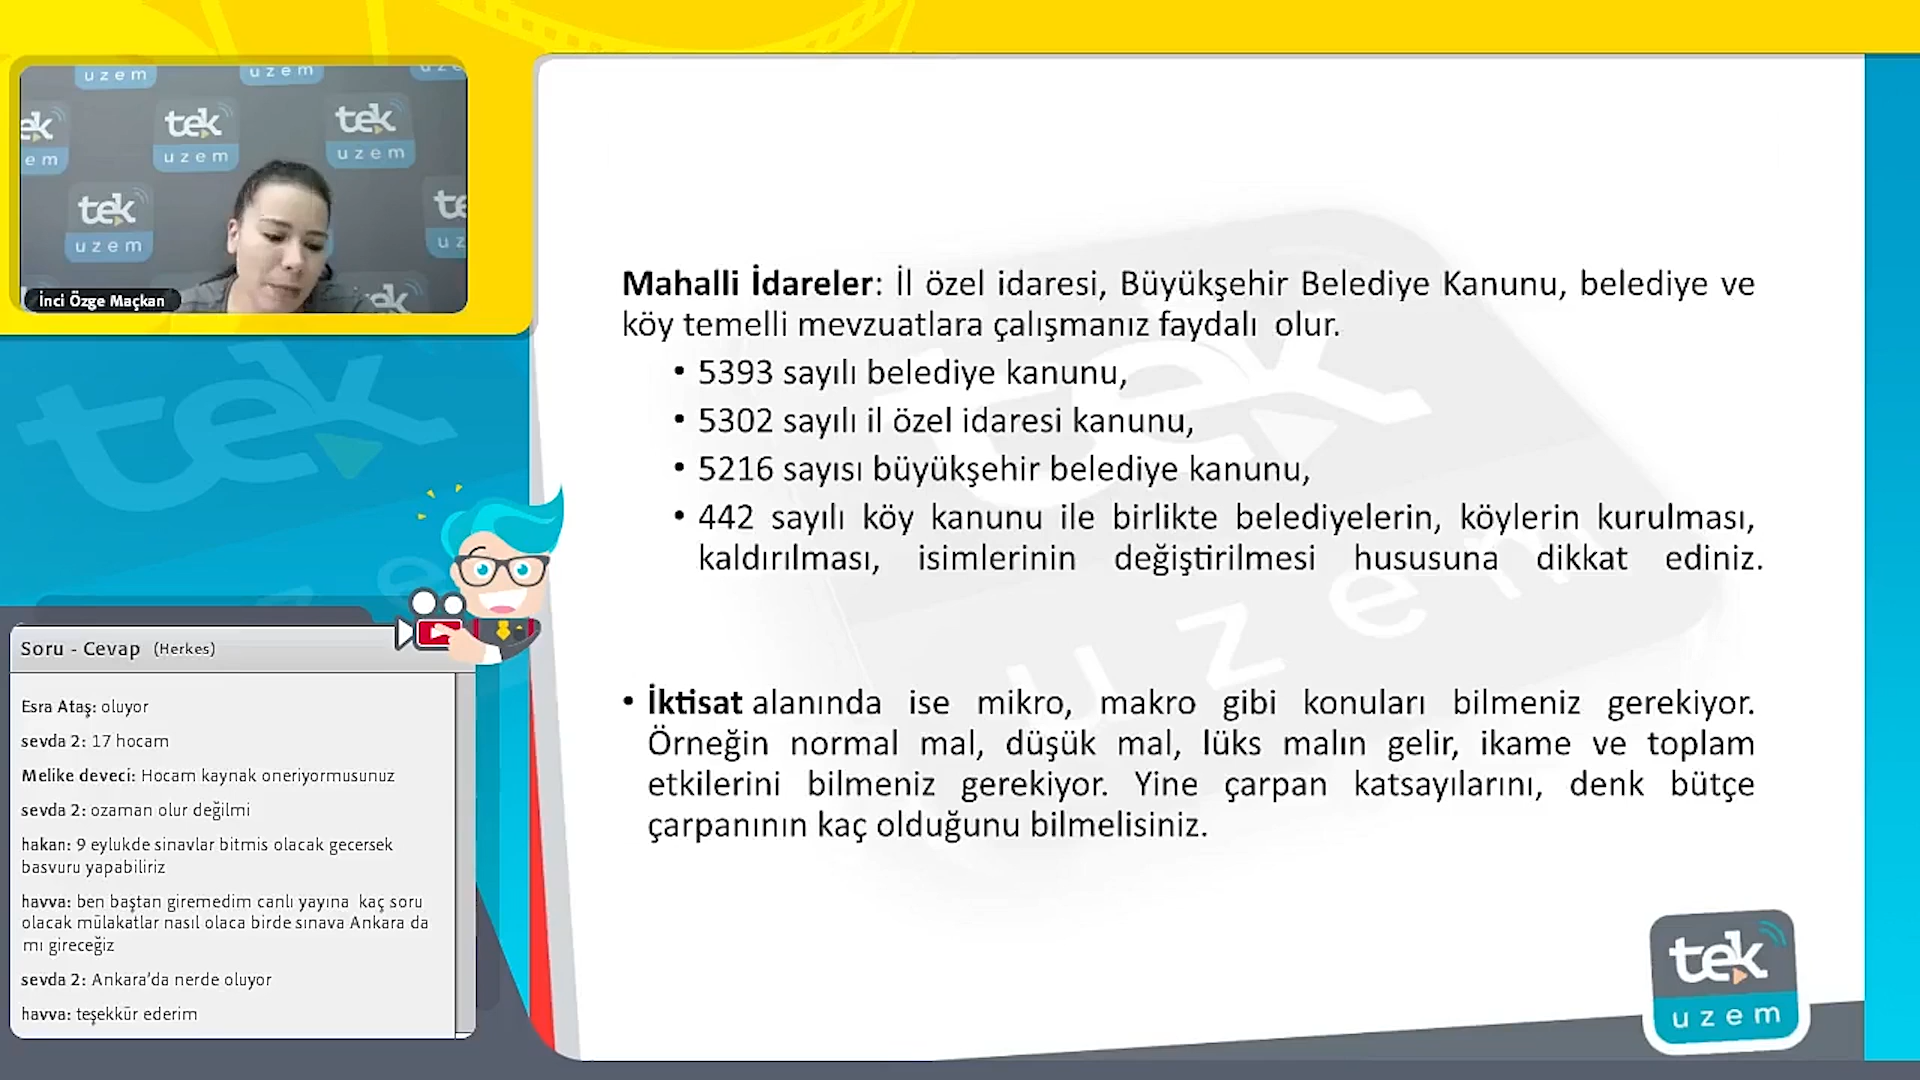 uzem
uzem
tek
uzem
tek
uzem
tek
uzem
İnci Özge Maçkan
Mahalli İdareler: İl özel idaresi, Büyükşehir Belediye Kanunu, belediye ve
köy temelli mevzuatlara çalışmanız faydalı olur.
• 5393 sayılı belediye kanunu,
• 5302 sayılı il özel idaresi kanunu,
• 5216 sayısı büyükşehir belediye kanunu,
• 442 sayılı köy kanunu ile birlikte belediyelerin, köylerin kurulması,
kaldırılması, isimlerinin değiştirilmesi hususuna dikkat ediniz.
• İktisat alanında ise mikro, makro gibi konuları bilmeniz gerekiyor.
Örneğin normal mal, düşük mal, lüks malın gelir, ikame ve toplam
etkilerini bilmeniz gerekiyor. Yine çarpan katsayılarını, denk bütçe
çarpanının kaç olduğunu bilmelisiniz.
tek
Soru - Cevap (Herkes)
Esra Ataş: oluyor
sevda 2: 17 hocam
Melike deveci: Hocam kaynak oneriyormusunuz
sevda 2: ozaman olur değilmi
hakan: 9 eylukde sinavlar bitmis olacak gecersek
basvuru yapabiliriz
havva: ben baştan giremedim canlı yayına kaç soru
olacak mülakatlar nasıl olaca birde sınava Ankara da
mı gireceğiz
sevda 2: Ankara'da nerde oluyor
havva: teşekkür ederim
tek
uzem